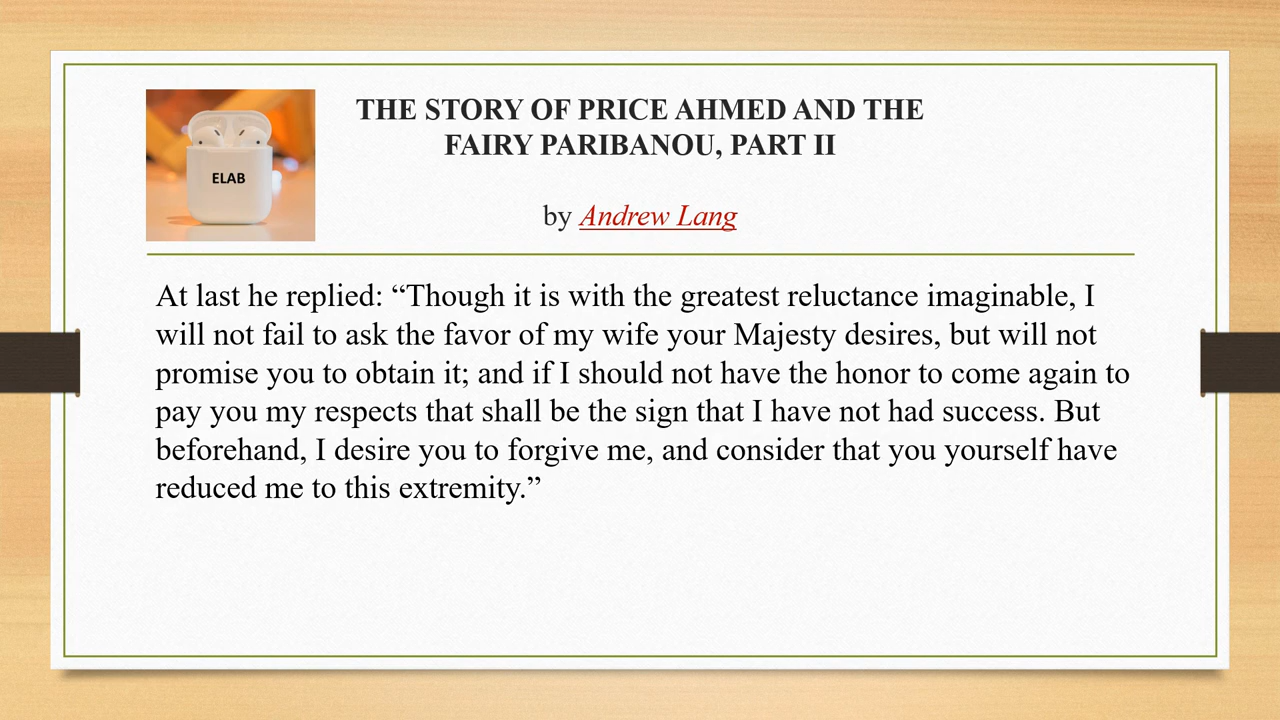 ELAB
THE STORY OF PRICE AHMED AND THE
FAIRY PARIBANOU, PART II
by Andrew Lang
At last he replied: “Though it is with the greatest reluctance imaginable, I
will not fail to ask the favor of my wife your Majesty desires, but will not
promise you to obtain it; and if I should not have the honor to come again to
pay you my respects that shall be the sign that I have not had success. But
beforehand, I desire you to forgive me, and consider that you yourself have
reduced me to this extremity.”